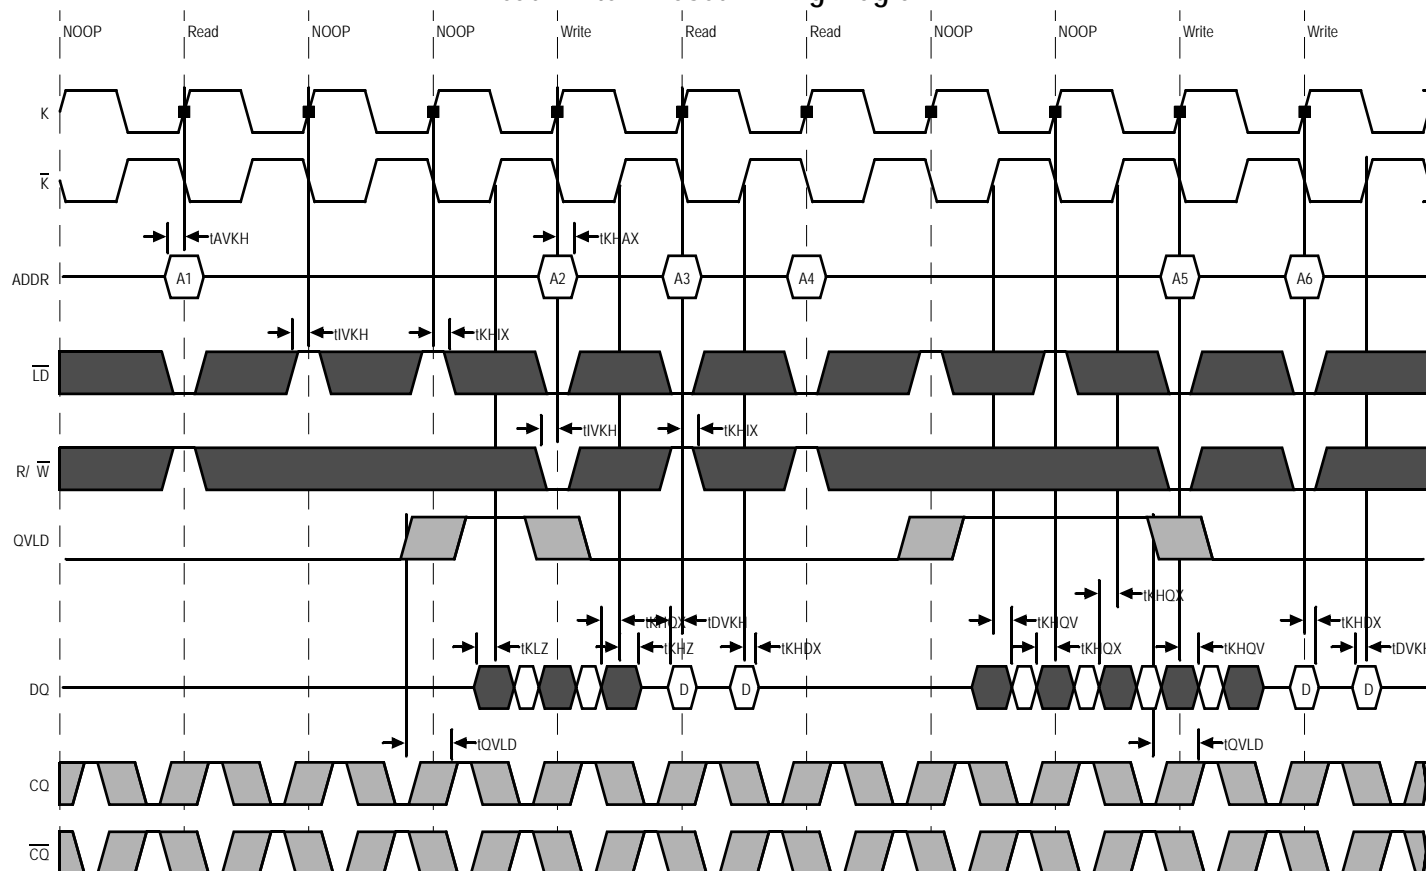 NOOP Read NOOP NOOP Write Read Read NOOP NOOP Write Write
K
K
tAVKH tKHAX
ADDR A1 A2 A3 A4 A5 A6
tIVKH tKHIX
LD
tIVKH tKHIX
R/ W
QVLD
tKHQX
tKHQX tDVKH tKHQV tKHDX
tKLZ tKHZ tKHDX tKHQX tKHQV tDVKH
DQ D D D D
tQVLD tQVLD
CQ
CQ